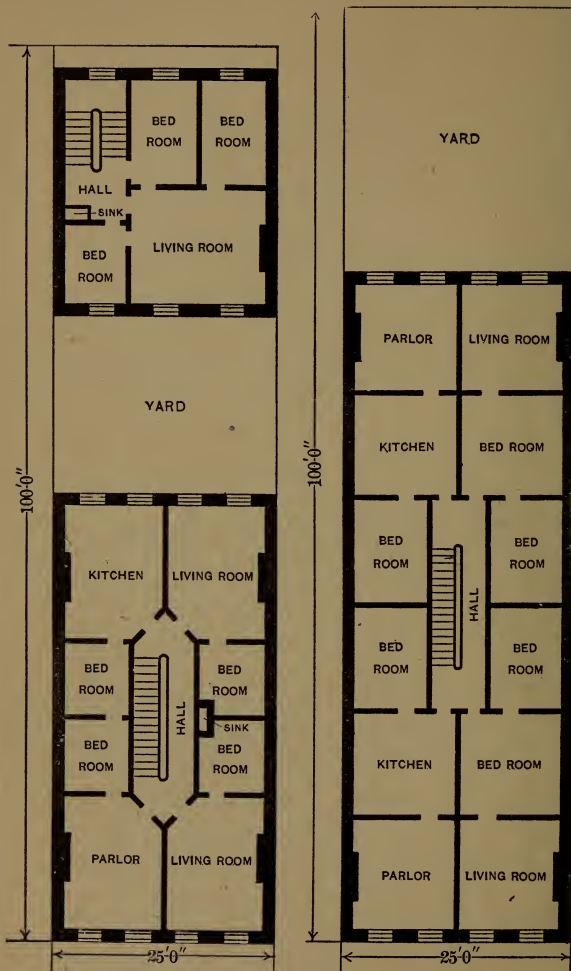 BED
ROOM
BED
ROOM
HALL
SINK
BED
ROOM
LIVING ROOM
YARD
100'-0"
KITCHEN
LIVING ROOM
BED
ROOM
BED
ROOM
HALL
SINK
BED
ROOM
BED
ROOM
PARLOR
LIVING ROOM
25'-0"
YARD
100'-0"
PARLOR
LIVING ROOM
KITCHEN
BED ROOM
BED
ROOM
BED
ROOM
HALL
BED
ROOM
BED
ROOM
KITCHEN
BED ROOM
PARLOR
LIVING ROOM
25'-0"